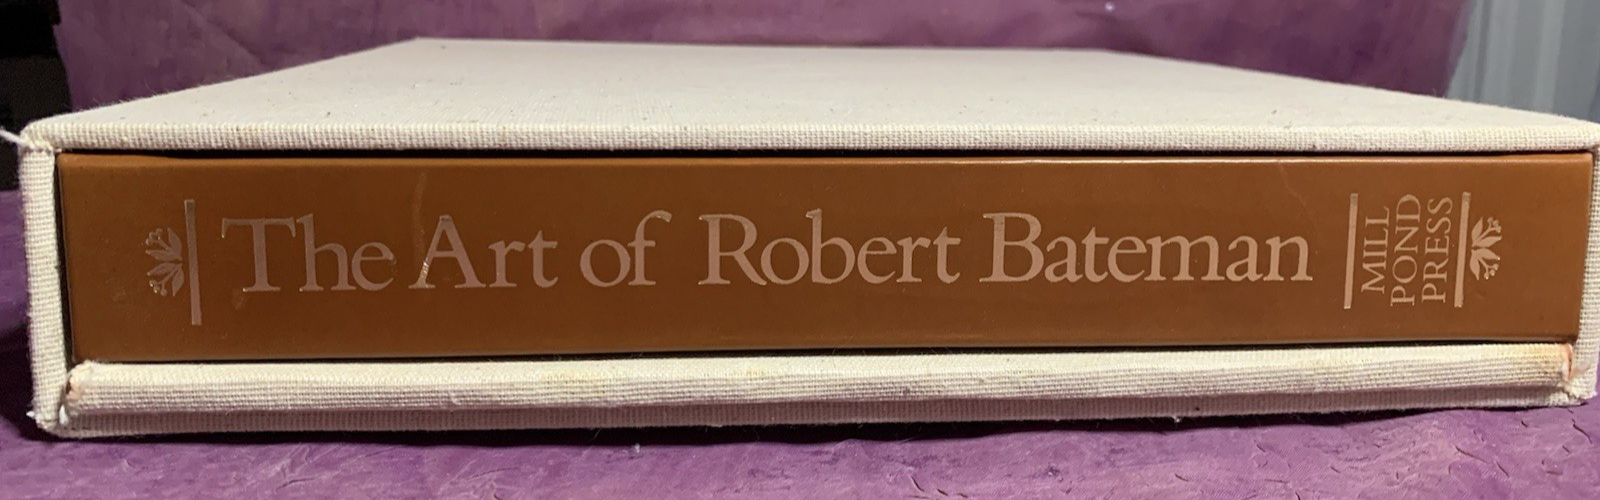 The Art of Robert Bateman
MILL
POND
PRESS